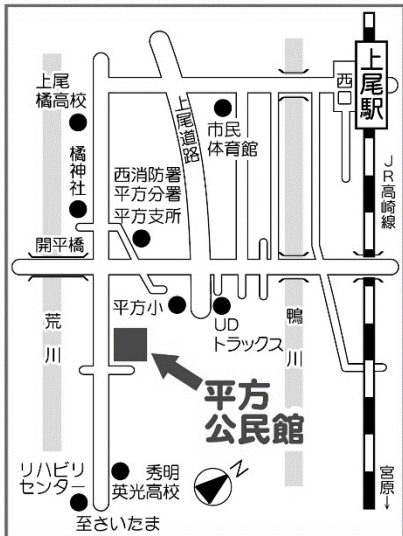 上尾
橘高校
橘神社
上尾道路
市民
体育館
西口
上尾駅
JR高崎線
西消防署
平方分署
平方支所
開平橋
荒川
平方小
UD
トラックス
鴨川
平方
公民館
リハビリ
センター
秀明
英光高校
N
宮原↓
至さいたま